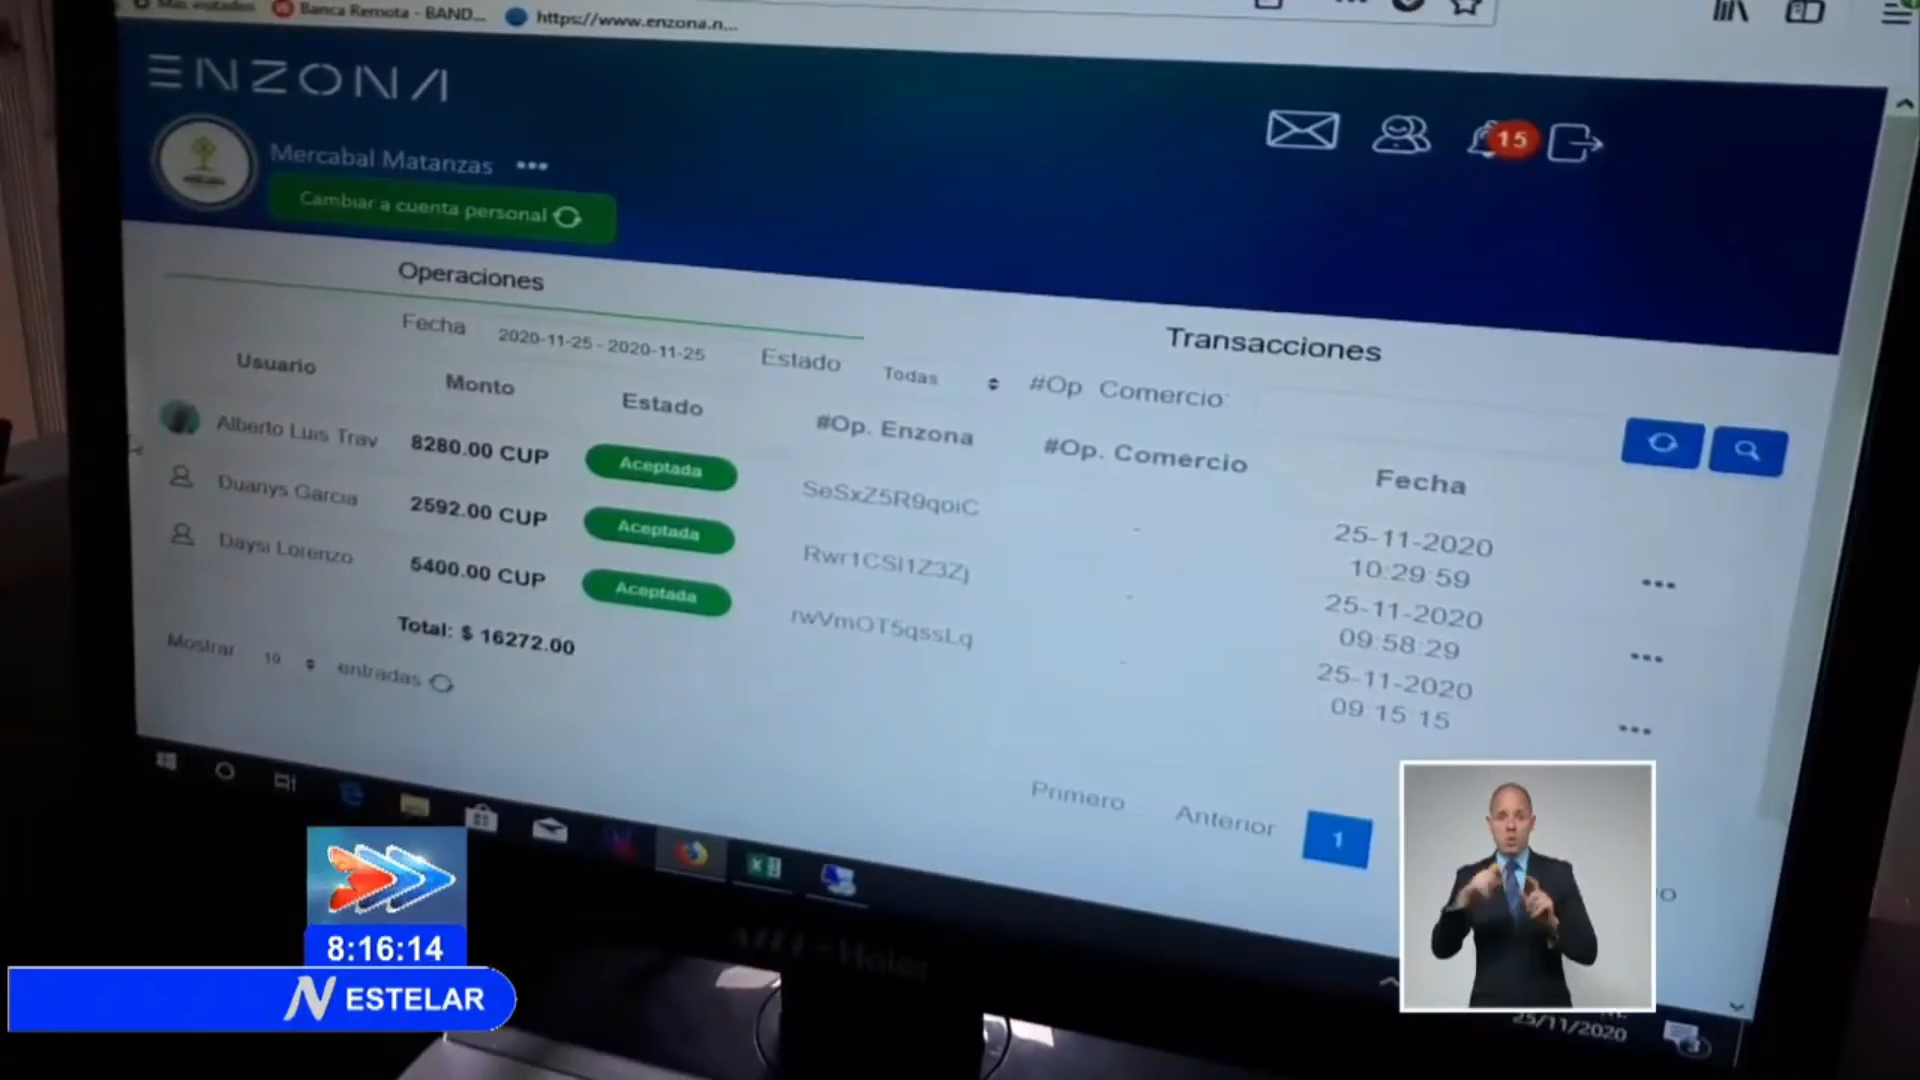 Más visitados
Banca Remota - BAND...
https://www.enzona.n...
ENZONA
15
Mercabal Matanzas
Cambiar a cuenta personal
Operaciones
Transacciones
Fecha 2020-11-25 - 2020-11-25 Estado Todas #Op Comercio:
Usuario Monto Estado #Op. Enzona #Op. Comercio Fecha
Alberto Luis Trav 8280.00 CUP Aceptada SeSxZ5R9qoiC - 25-11-2020 10:29:59
Duanys Garcia 2592.00 CUP Aceptada Rwr1CSI1Z3Zj - 25-11-2020 09:58:29
Daysi Lorenzo 5400.00 CUP Aceptada rwVmOT5qssLq - 25-11-2020 09:15:15
Total: $ 16272.00
Mostrar 10 entradas
Primero Anterior 1
25/11/2020
3
8:16:14
N ESTELAR